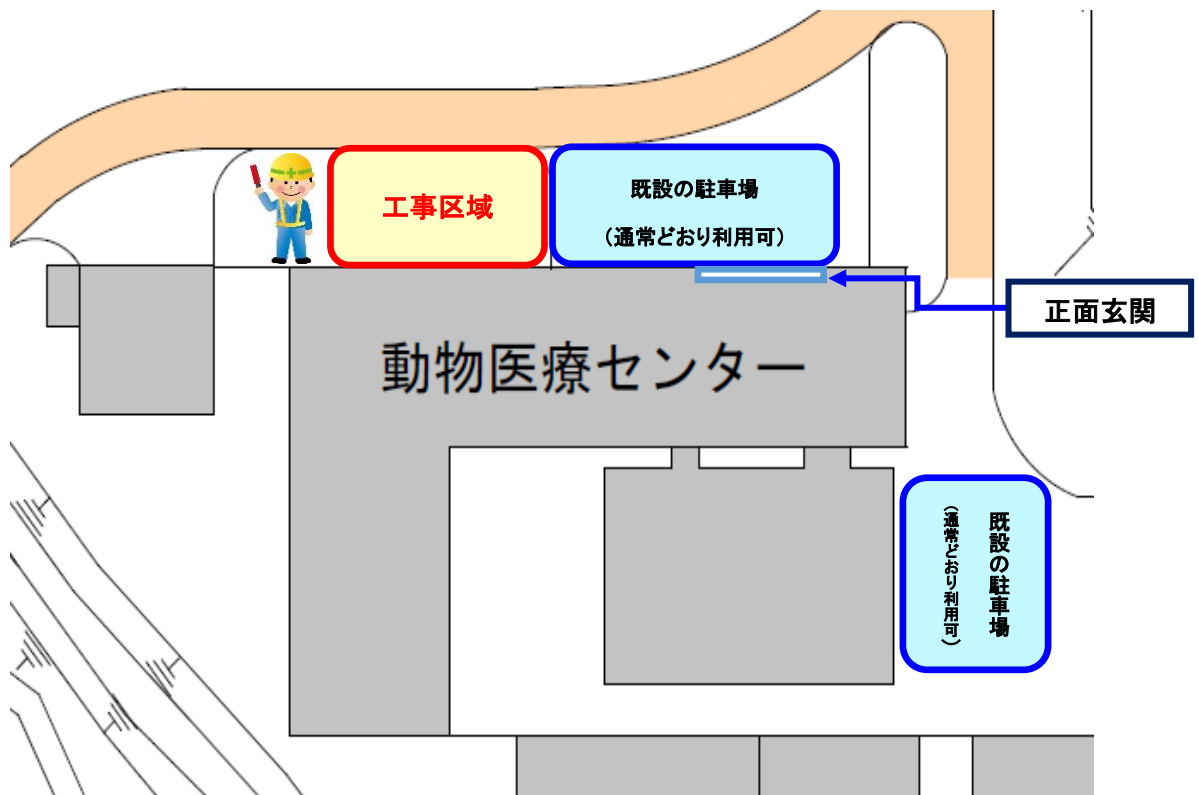 工事区域
既設の駐車場
（通常どおり利用可）
正面玄関
動物医療センター
既設の駐車場
（通常どおり利用可）